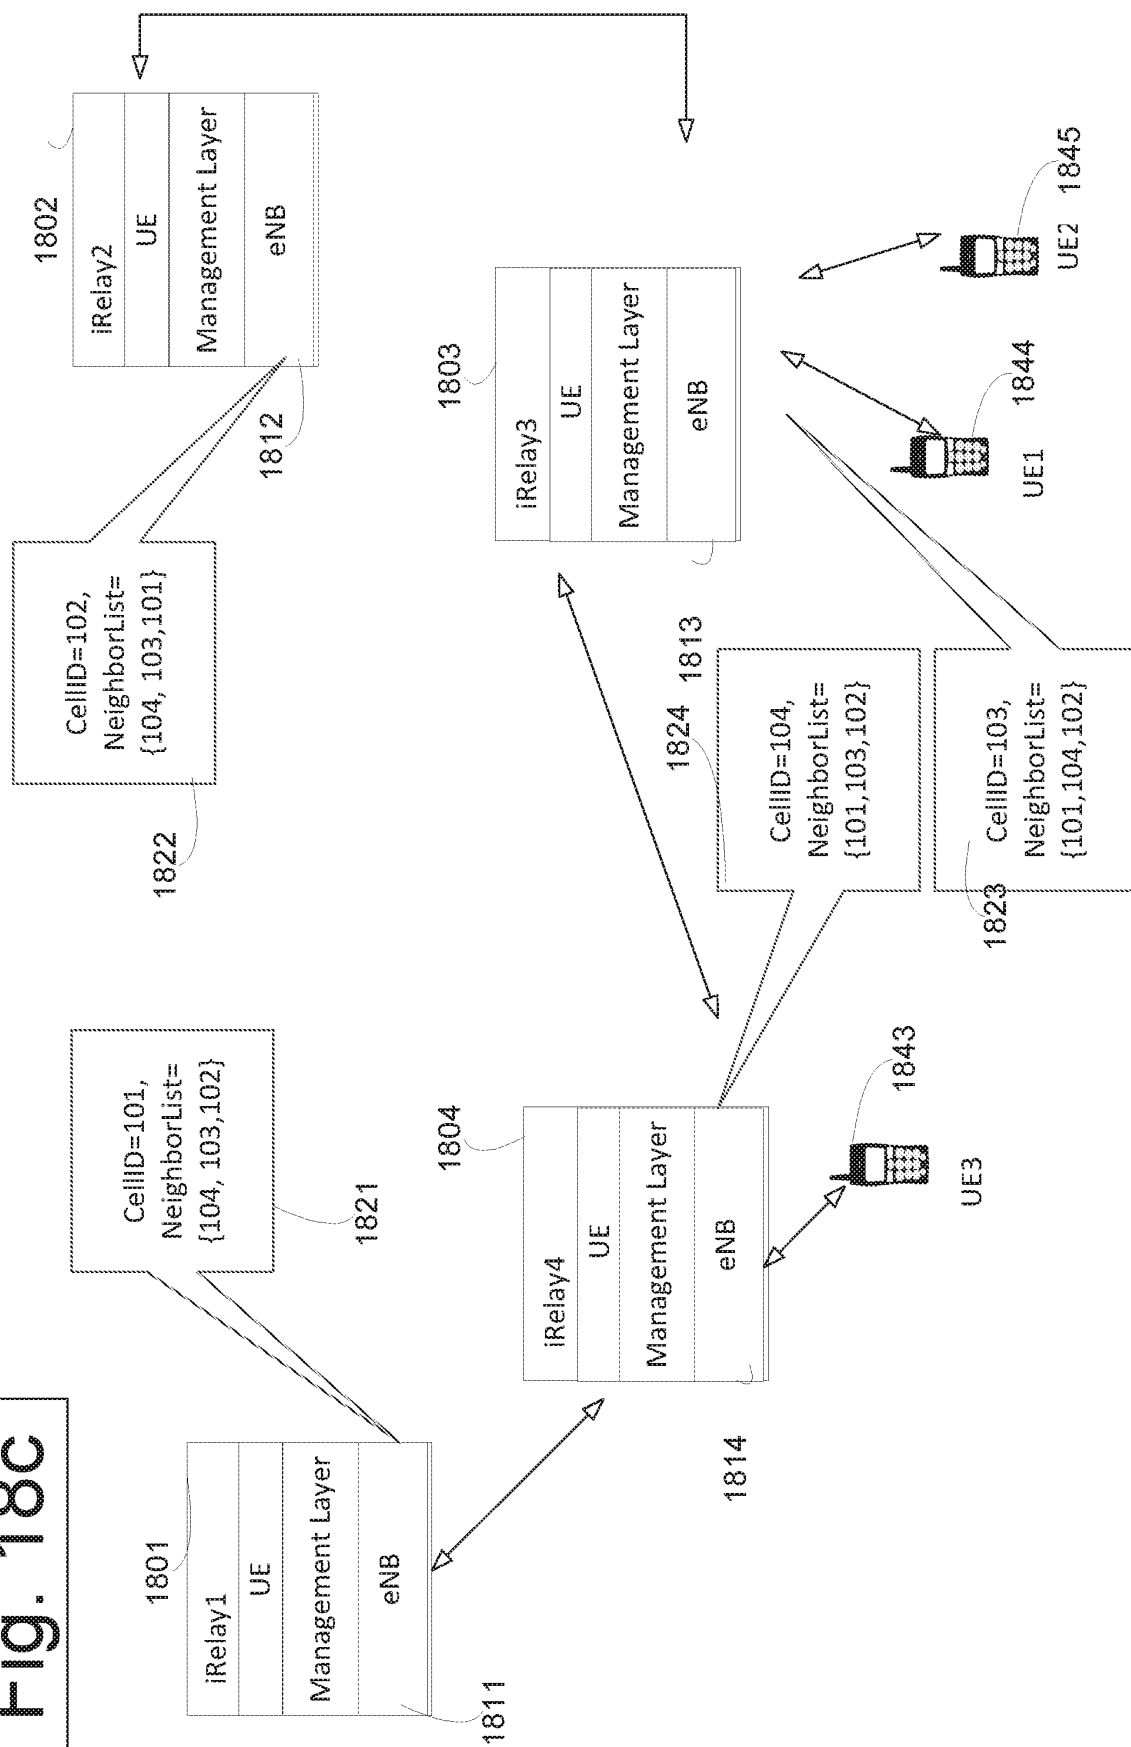 Fig. 18c
1801
iRelay1
UE
Management Layer
eNB
1811
CellID=101,
NeighborList=
{104, 103,102}
1821
CellID=102,
NeighborList=
{104, 103,101}
1822
1802
iRelay2
UE
Management Layer
eNB
1812
1804
iRelay4
UE
Management Layer
eNB
1814
1803
iRelay3
UE
Management Layer
eNB
1813
1824
CellID=104,
NeighborList=
{101,103,102}
CellID=103,
NeighborList=
{101,104,102}
1823
1843
UE3
1844
UE1
1845
UE2